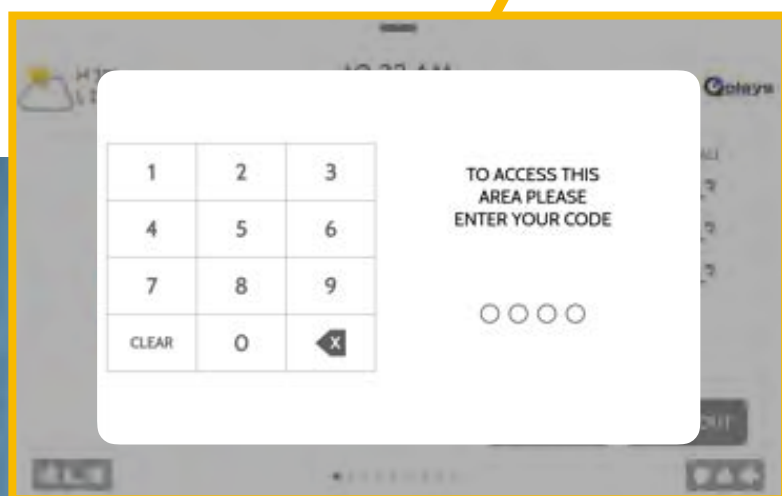 1 2 3
4 5 6
7 8 9
CLEAR 0 X
TO ACCESS THIS
AREA PLEASE
ENTER YOUR CODE
Qolsys